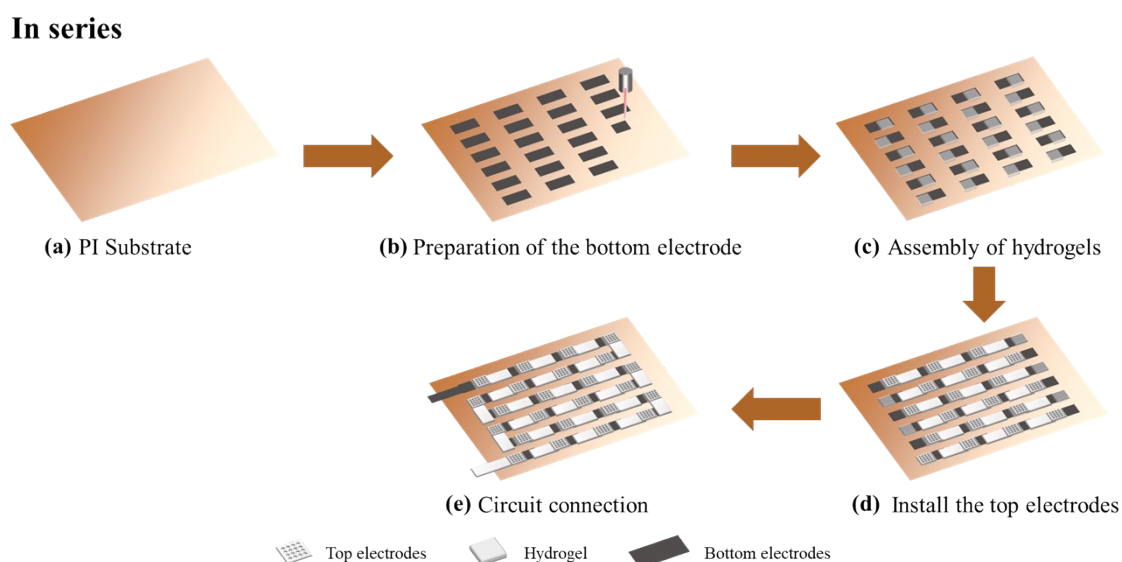 In series
(a) PI Substrate
(b) Preparation of the bottom electrode
(c) Assembly of hydrogels
(e) Circuit connection
(d) Install the top electrodes
Top electrodes
Hydrogel
Bottom electrodes